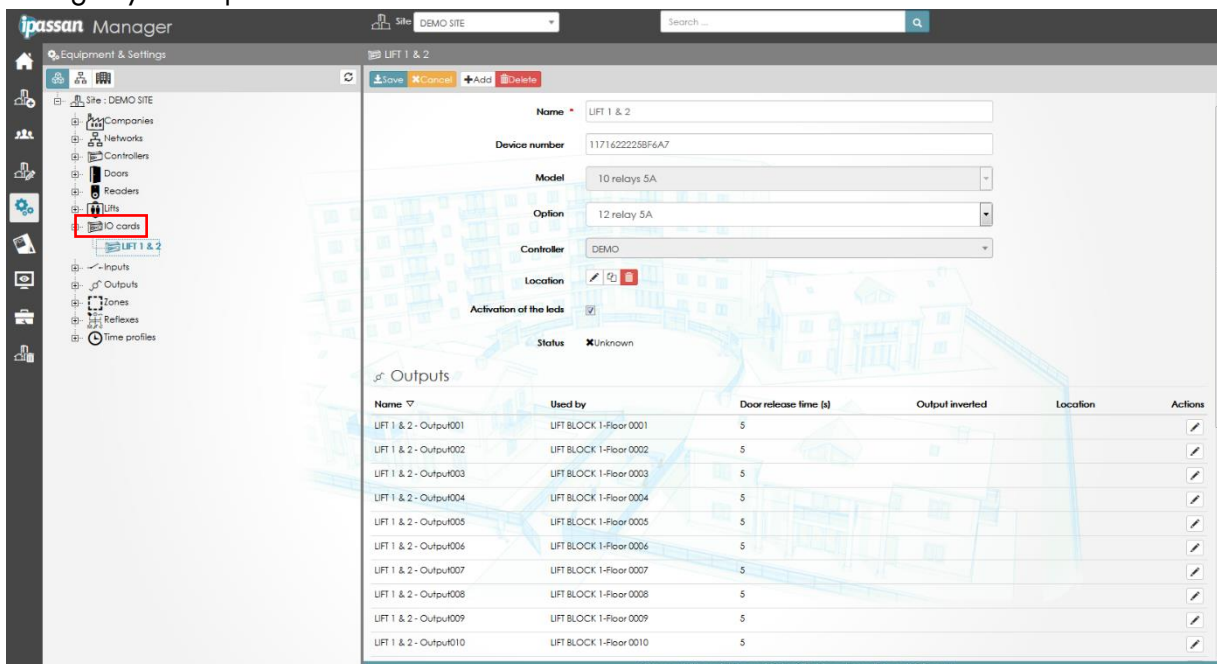 ipassan Manager
Site DEMO SITE
Search ...
Equipment & Settings
LIFT 1 & 2
Save Cancel Add Delete
Site : DEMO SITE
Companies
Networks
Controllers
Doors
Readers
Lifts
IO cards
LIFT 1 & 2
Inputs
Outputs
Zones
Reflexes
Time profiles
Name * LIFT 1 & 2
Device number 1171622225BF6A7
Model 10 relays 5A
Option 12 relay 5A
Controller DEMO
Location
Activation of the leds
Status Unknown
Outputs
Name Used by Door release time (s) Output inverted Location Actions
LIFT 1 & 2 - Output001 LIFT BLOCK 1-Floor 0001 5
LIFT 1 & 2 - Output002 LIFT BLOCK 1-Floor 0002 5
LIFT 1 & 2 - Output003 LIFT BLOCK 1-Floor 0003 5
LIFT 1 & 2 - Output004 LIFT BLOCK 1-Floor 0004 5
LIFT 1 & 2 - Output005 LIFT BLOCK 1-Floor 0005 5
LIFT 1 & 2 - Output006 LIFT BLOCK 1-Floor 0006 5
LIFT 1 & 2 - Output007 LIFT BLOCK 1-Floor 0007 5
LIFT 1 & 2 - Output008 LIFT BLOCK 1-Floor 0008 5
LIFT 1 & 2 - Output009 LIFT BLOCK 1-Floor 0009 5
LIFT 1 & 2 - Output010 LIFT BLOCK 1-Floor 0010 5